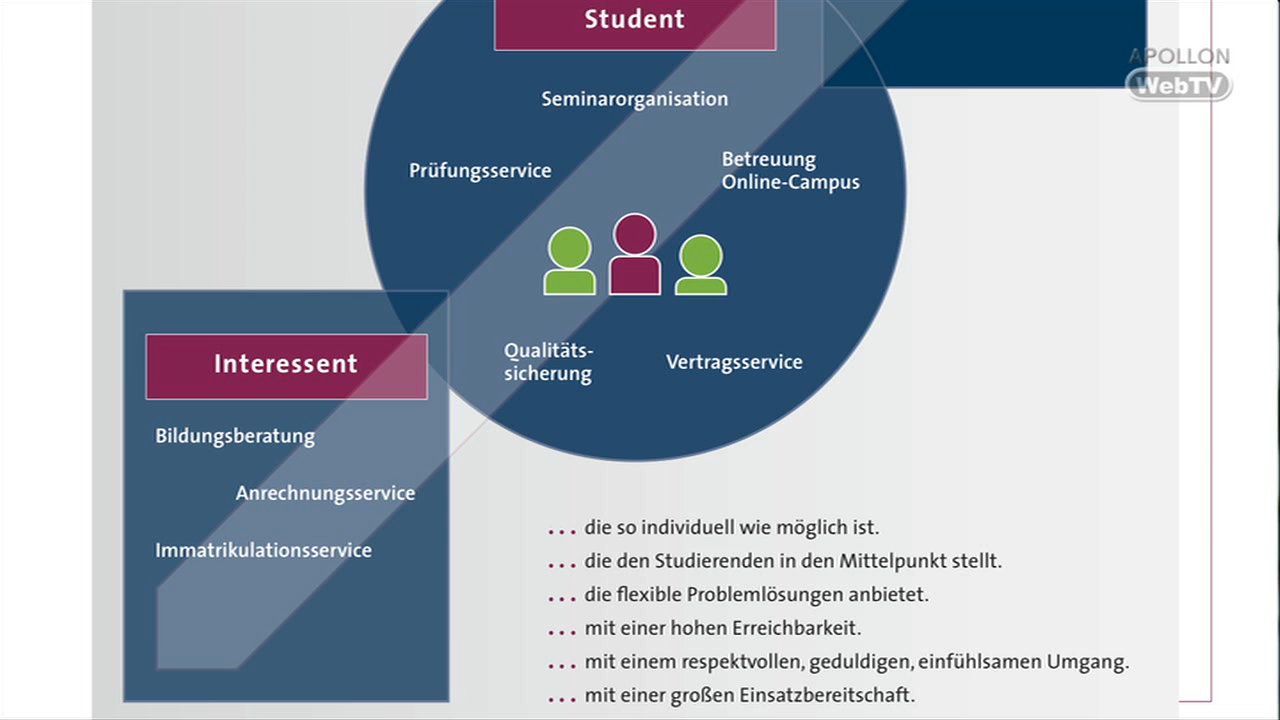 Student
APOLLON
WebTV
Seminarorganisation
Prüfungsservice
Betreuung
Online-Campus
Qualitäts-
sicherung
Vertragsservice
Interessent
Bildungsberatung
Anrechnungsservice
Immatrikulationsservice
... die so individuell wie möglich ist.
... die den Studierenden in den Mittelpunkt stellt.
... die flexible Problemlösungen anbietet.
... mit einer hohen Erreichbarkeit.
... mit einem respektvollen, geduldigen, einfühlsamen Umgang.
... mit einer großen Einsatzbereitschaft.